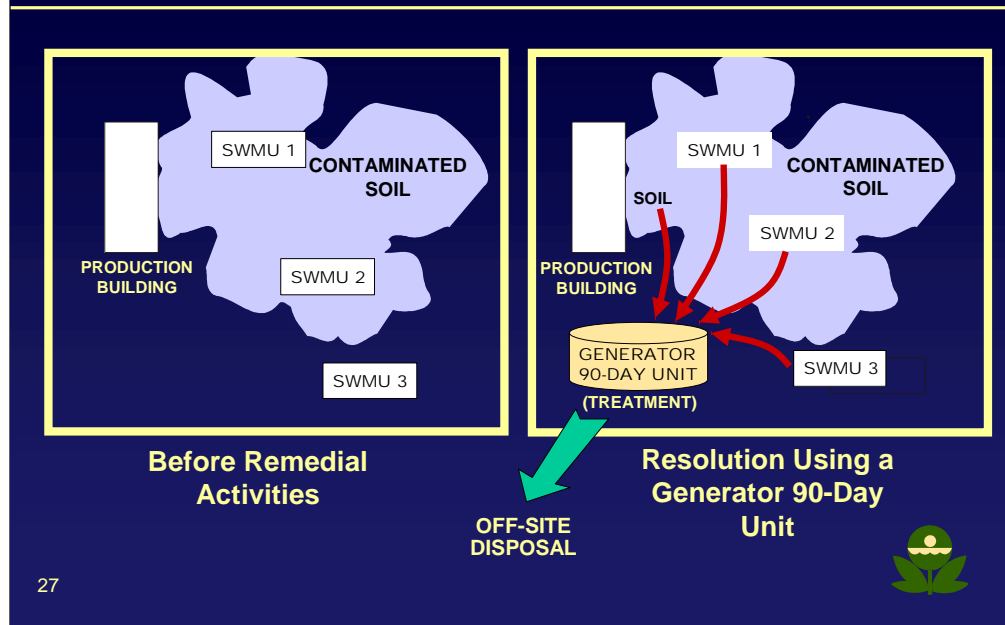 SWMU 1
CONTAMINATED
SOIL
PRODUCTION
BUILDING
SWMU 2
SWMU 3
Before Remedial
Activities
SWMU 1
CONTAMINATED
SOIL
SOIL
SWMU 2
PRODUCTION
BUILDING
GENERATOR
90-DAY UNIT
(TREATMENT)
SWMU 3
Resolution Using a
Generator 90-Day
Unit
OFF-SITE
DISPOSAL
27